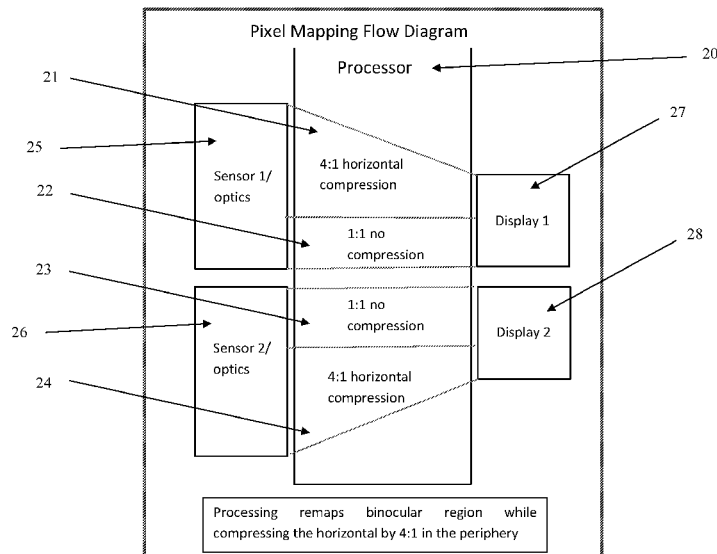 Pixel Mapping Flow Diagram
Processor
20
21
25
Sensor 1/
optics
4:1 horizontal
compression
27
Display 1
22
1:1 no
compression
28
23
1:1 no
compression
26
Sensor 2/
optics
Display 2
24
4:1 horizontal
compression
Processing remaps binocular region while
compressing the horizontal by 4:1 in the periphery